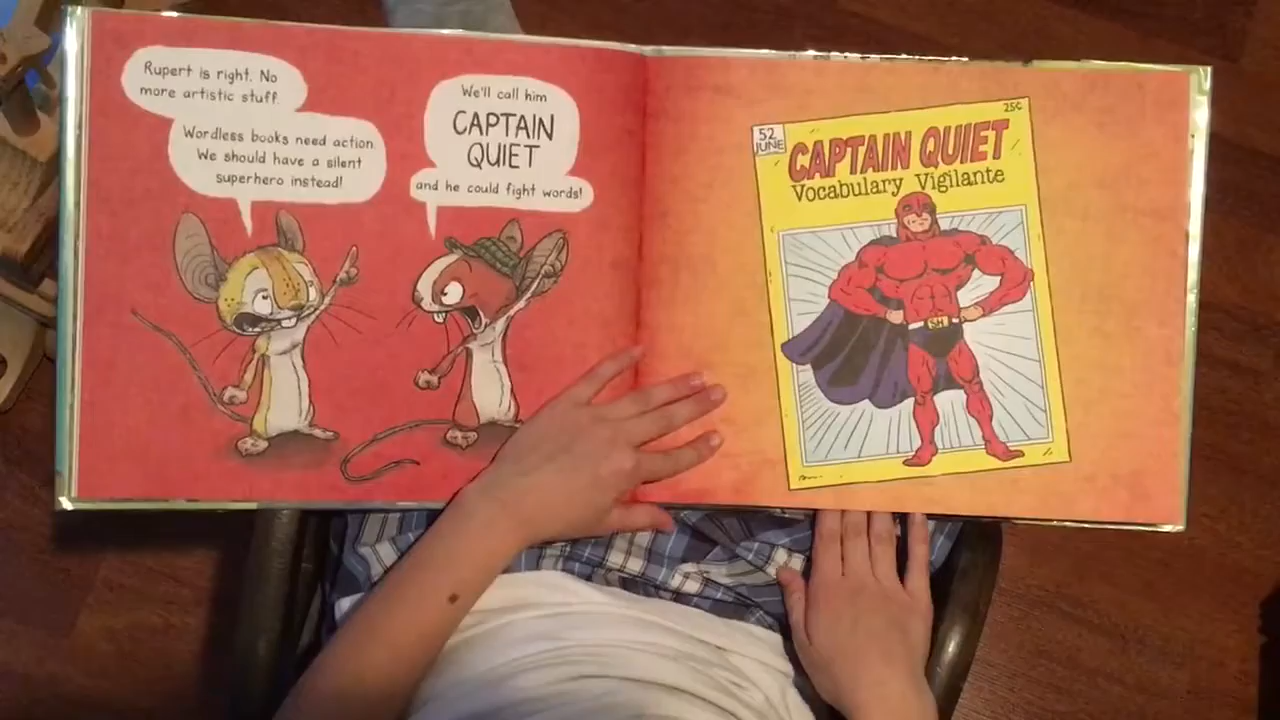 Rupert is right. No
more artistic stuff.
Wordless books need action.
We should have a silent
superhero instead!
We'll call him
CAPTAIN
QUIET
and he could fight words!
25¢
52
JUNE
CAPTAIN QUIET
Vocabulary Vigilante
SH